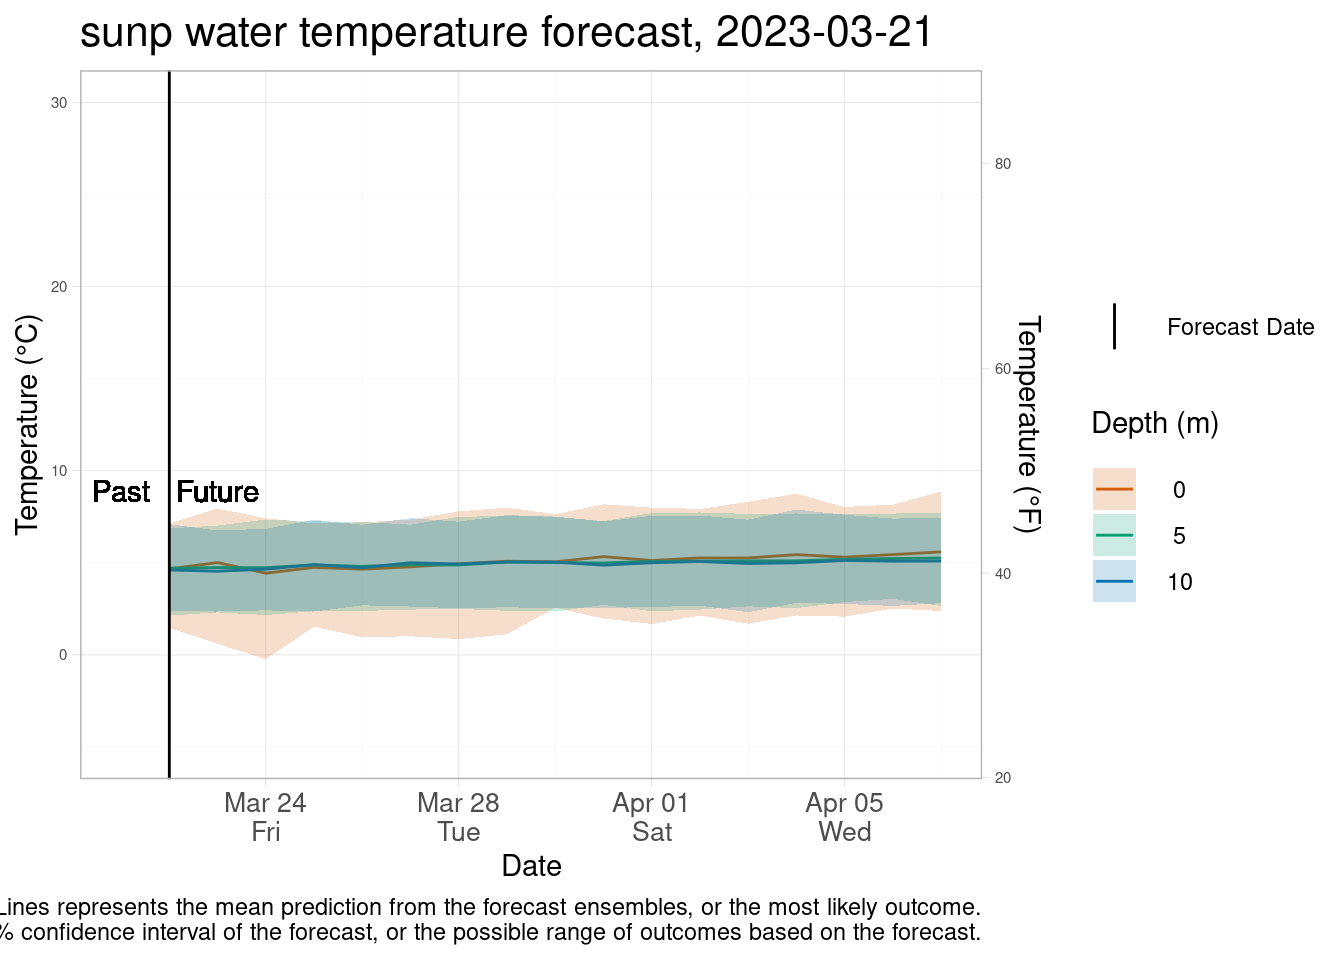 sunp water temperature forecast, 2023-03-21
30
20
10
0
Temperature (°C)
80
60
40
20
Temperature (°F)
Past
Future
Mar 24
Fri
Mar 28
Tue
Apr 01
Sat
Apr 05
Wed
Date
Forecast Date
Depth (m)
0
5
10
Lines represents the mean prediction from the forecast ensembles, or the most likely outcome.
% confidence interval of the forecast, or the possible range of outcomes based on the forecast.